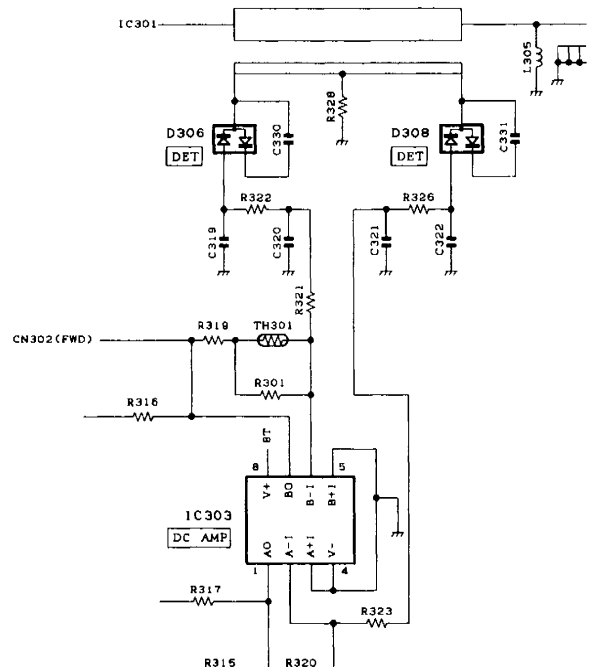 IC301
L305
R328
D306
C330
D308
C331
DET
DET
R322
R326
C319
C320
C321
C322
R321
CN302(FWD)
R319
TH301
R301
R316
8T
8
5
V+
BO
B-I
B+I
IC303
DC AMP
AO
A-I
A+I
V-
1
4
R317
R323
R315
R320